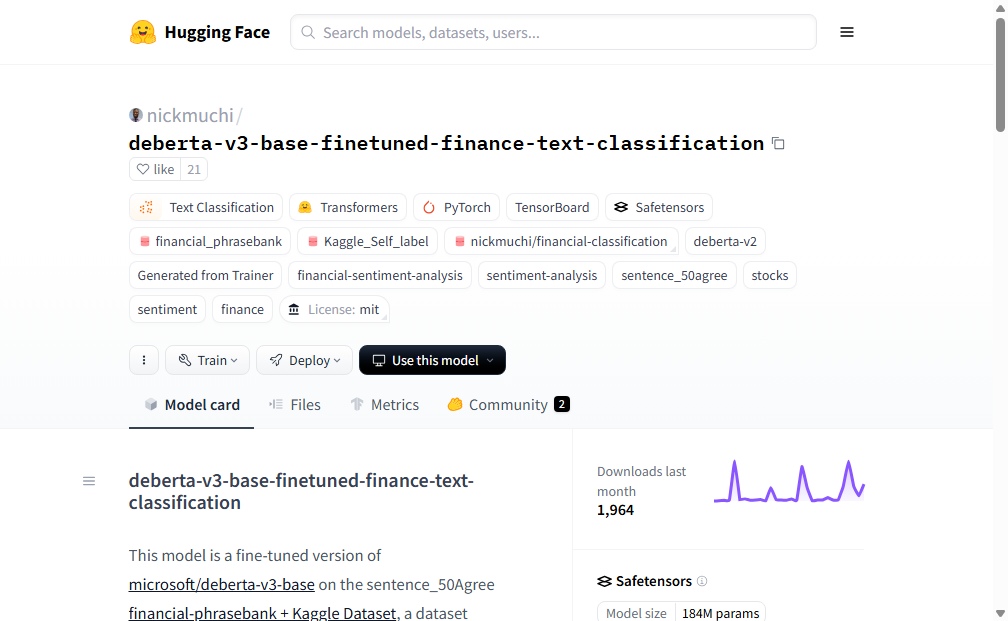 Hugging Face
Search models, datasets, users...
nickmuchi/
deberta-v3-base-finetuned-finance-text-classification
like 21
Text Classification Transformers PyTorch TensorBoard Safetensors
financial_phrasebank Kaggle_Self_label nickmuchi/financial-classification deberta-v2
Generated from Trainer financial-sentiment-analysis sentiment-analysis sentence_50agree stocks
sentiment finance License: mit
Train Deploy Use this model
Model card Files Metrics Community 2
deberta-v3-base-finetuned-finance-text-
classification
This model is a fine-tuned version of
microsoft/deberta-v3-base on the sentence_50Agree
financial-phrasebank + Kaggle Dataset, a dataset
Downloads last
month
1,964
Safetensors
Model size 184M params